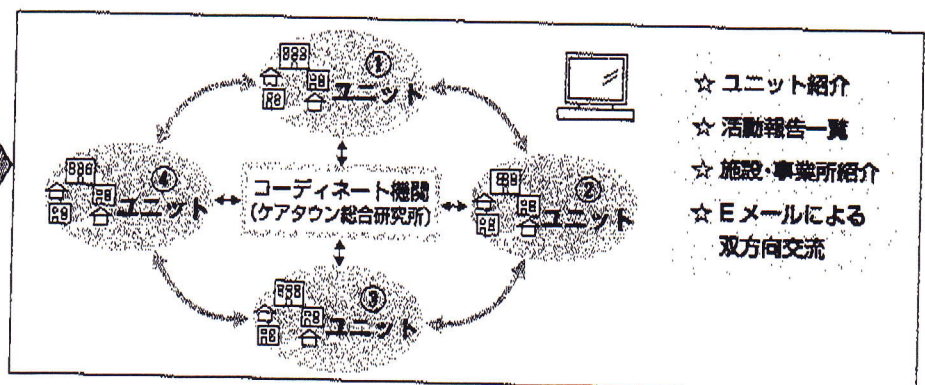 ① ユニット
④ ユニット
コーディネート機関
(ケアタウン総合研究所)
② ユニット
③ ユニット
☆ ユニット紹介
☆ 活動報告一覧
☆ 施設・事業所紹介
☆ Eメールによる
双方向交流